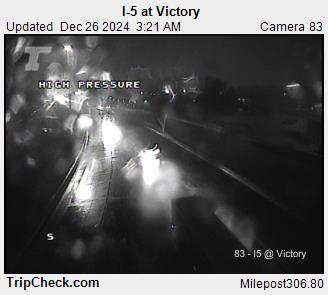 I-5 at Victory
Updated Dec 26 2024 3:21 AM Camera 83
T
HIGH PRESSURE
S
83 - I5 @ Victory
TripCheck.com Milepost306.80